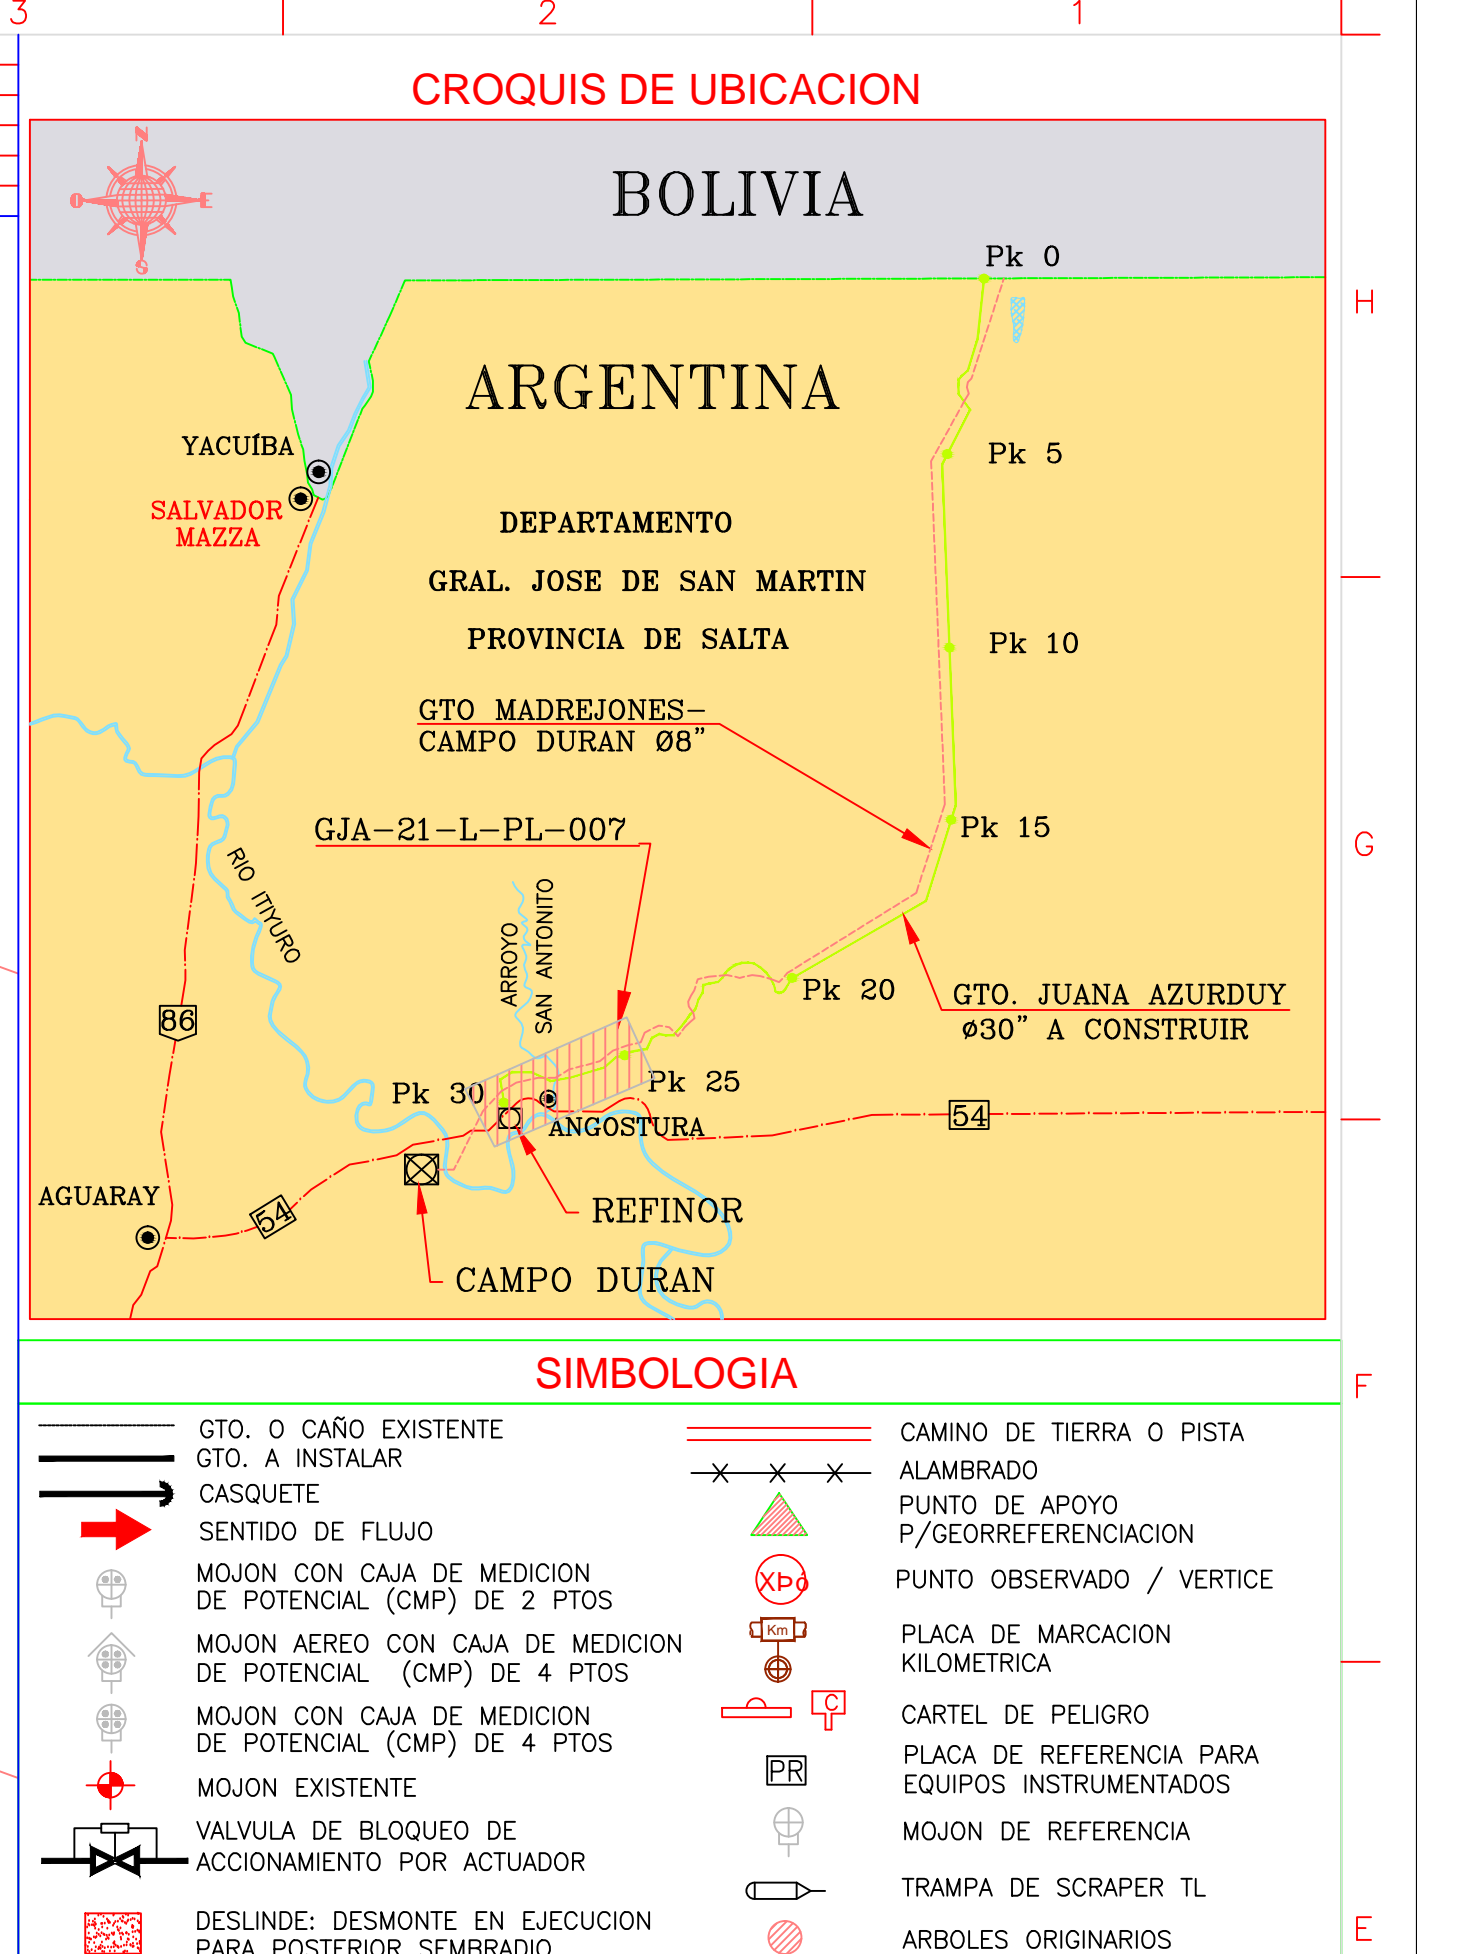 3
2
1
CROQUIS DE UBICACION
N
O
E
S
BOLIVIA
Pk 0
H
ARGENTINA
YACUÍBA
Pk 5
SALVADOR
MAZZA
DEPARTAMENTO
GRAL. JOSE DE SAN MARTIN
PROVINCIA DE SALTA
Pk 10
GTO MADREJONES-
CAMPO DURAN Ø8"
GJA-21-L-PL-007
Pk 15
G
RIO ITIYURO
ARROYO
SAN ANTONITO
Pk 20
GTO. JUANA AZURDUY
ø30" A CONSTRUIR
86
Pk 30
Pk 25
ANGOSTURA
54
AGUARAY
54
REFINOR
CAMPO DURAN
SIMBOLOGIA
F
GTO. O CAÑO EXISTENTE
GTO. A INSTALAR
CASQUETE
SENTIDO DE FLUJO
MOJON CON CAJA DE MEDICION
DE POTENCIAL (CMP) DE 2 PTOS
MOJON AEREO CON CAJA DE MEDICION
DE POTENCIAL (CMP) DE 4 PTOS
MOJON CON CAJA DE MEDICION
DE POTENCIAL (CMP) DE 4 PTOS
MOJON EXISTENTE
VALVULA DE BLOQUEO DE
ACCIONAMIENTO POR ACTUADOR
DESLINDE: DESMONTE EN EJECUCION
PARA POSTERIOR SEMBRADIO
CAMINO DE TIERRA O PISTA
ALAMBRADO
PUNTO DE APOYO
P/GEORREFERENCIACION
XÞó
PUNTO OBSERVADO / VERTICE
Km
PLACA DE MARCACION
KILOMETRICA
C
CARTEL DE PELIGRO
PR
PLACA DE REFERENCIA PARA
EQUIPOS INSTRUMENTADOS
MOJON DE REFERENCIA
TRAMPA DE SCRAPER TL
ARBOLES ORIGINARIOS
E